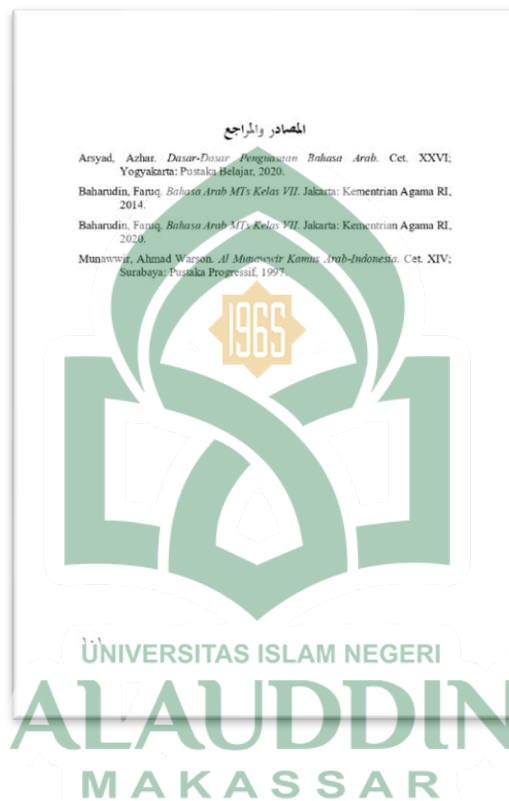 المصادر والمراجع
Arsyad, Azhar. Dasar-Dasar Penguasaan Bahasa Arab. Cet. XXVI;
Yogyakarta: Pustaka Belajar, 2020.
Baharudin, Faruq. Bahasa Arab MTs Kelas VII. Jakarta: Kementrian Agama RI.,
2014.
Baharudin, Faruq. Bahasa Arab MTs Kelas VII. Jakarta: Kementrian Agama RI.,
2020.
Munawwir, Ahmad Warson. Al Munawwir Kamus Arab-Indonesia. Cet. XIV;
Surabaya: Pustaka Progressif, 1997.
1965
UNIVERSITAS ISLAM NEGERI
ALAUDDIN
MAKASSAR